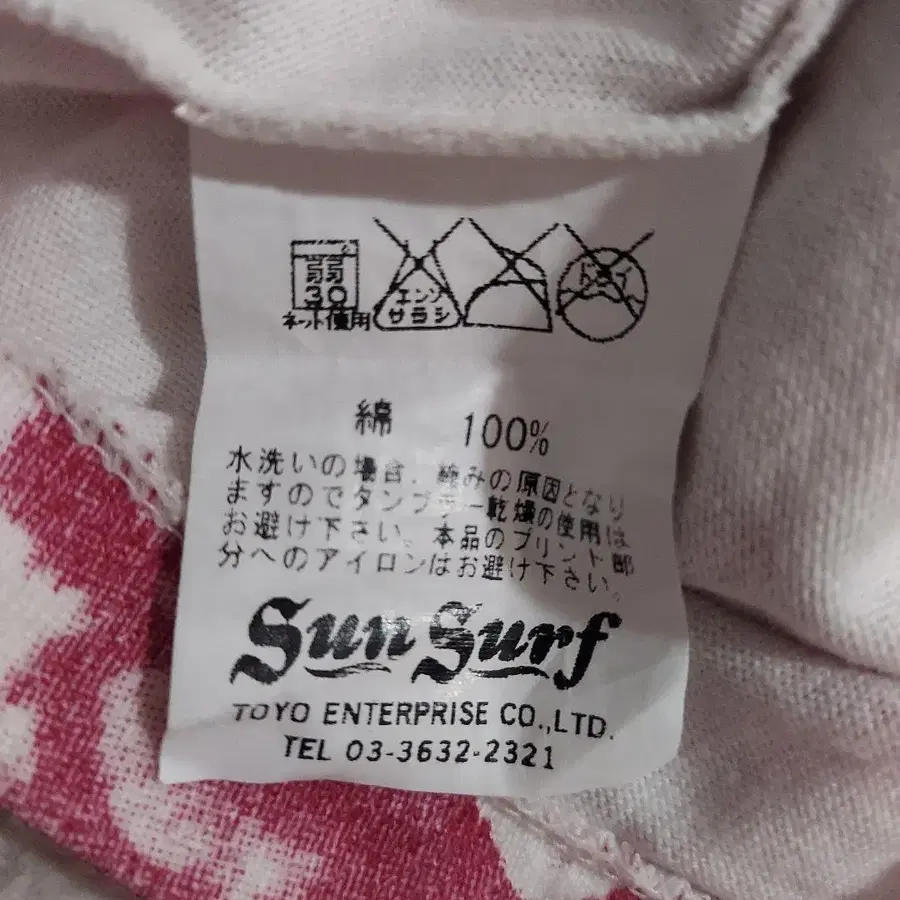 弱
30
ネット使用
エンソ
サラシ
ドライ
綿 100%
水洗いの場合、縮みの原因となり
ますのでタンブラー乾燥の使用は
お避け下さい。本品のプリント部
分へのアイロンはお避け下さい。
Sun Surf
TOYO ENTERPRISE CO.,LTD.
TEL 03-3632-2321